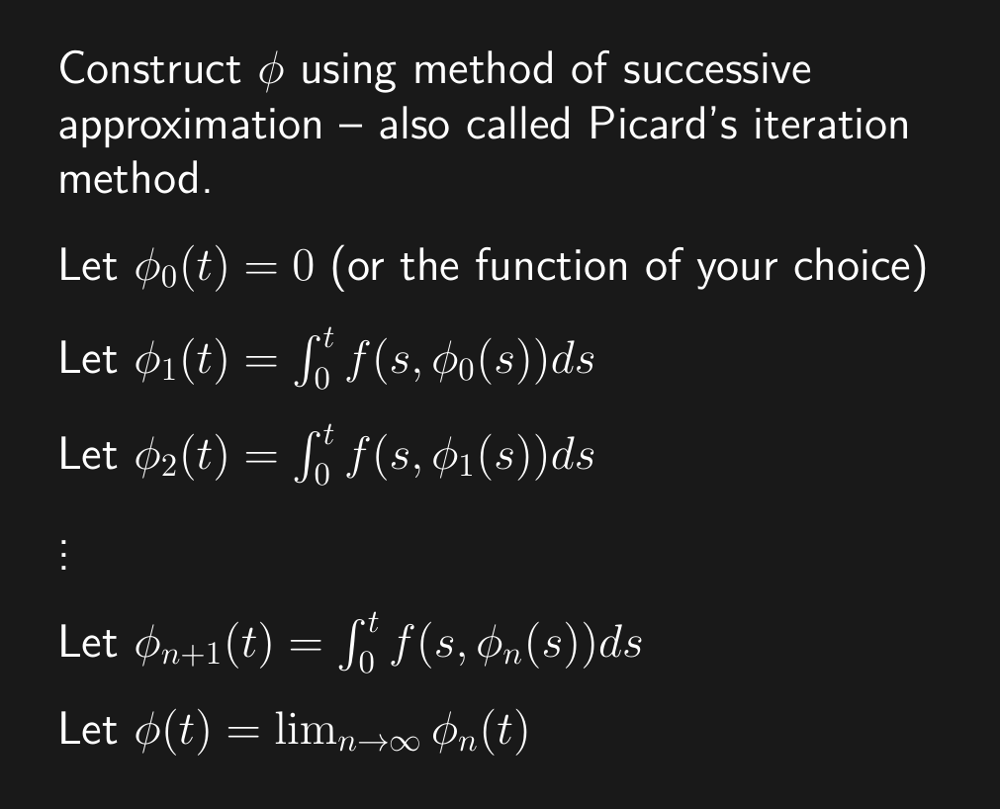 Construct $\phi$ using method of successive
approximation – also called Picard's iteration
method.
Let $\phi_0(t) = 0$ (or the function of your choice)
Let $\phi_1(t) = \int_0^t f(s, \phi_0(s))ds$
Let $\phi_2(t) = \int_0^t f(s, \phi_1(s))ds$
⋮
Let $\phi_{n+1}(t) = \int_0^t f(s, \phi_n(s))ds$
Let $\phi(t) = \lim_{n \to \infty} \phi_n(t)$